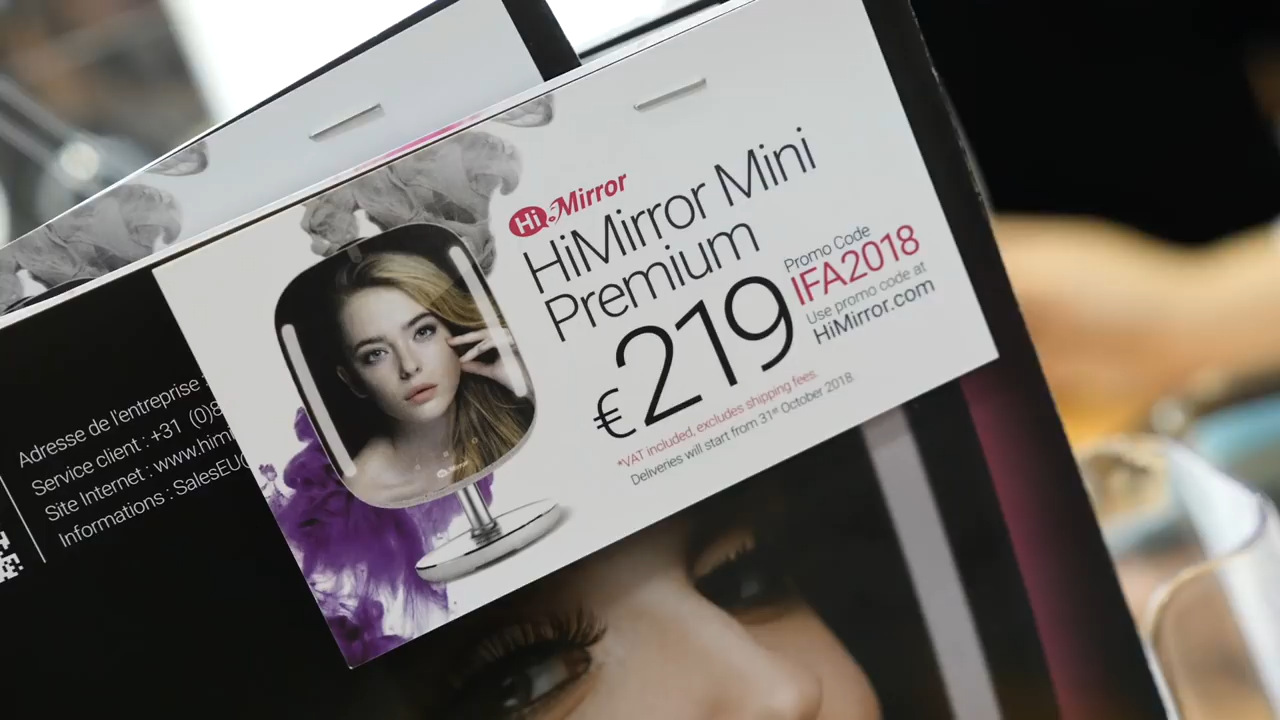 HiMirror
HiMirror Mini
Premium
€219
Promo Code
IFA2018
Use promo code at
HiMirror.com
*VAT included, excludes shipping fees.
Deliveries will start from 31st October 2018.
Adresse de l'entreprise :
Service client : +31 (0)8
Site Internet : www.himi
Informations : SalesEU